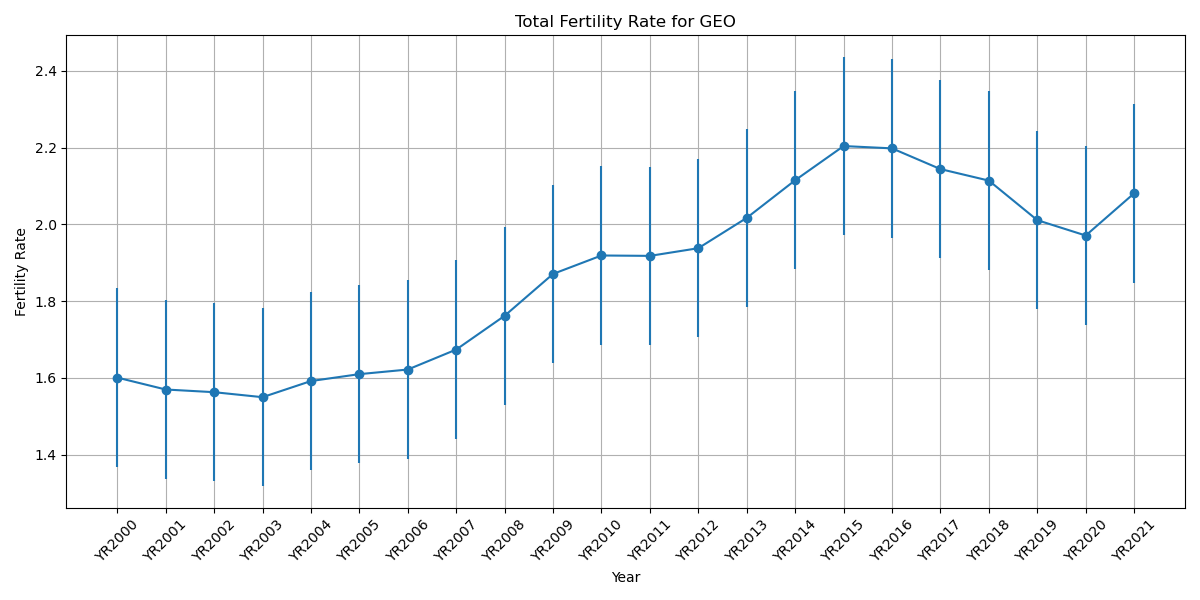 Total Fertility Rate for GEO
Fertility Rate
2.4
2.2
2.0
1.8
1.6
1.4
YR2000
YR2001
YR2002
YR2003
YR2004
YR2005
YR2006
YR2007
YR2008
YR2009
YR2010
YR2011
YR2012
YR2013
YR2014
YR2015
YR2016
YR2017
YR2018
YR2019
YR2020
YR2021
Year